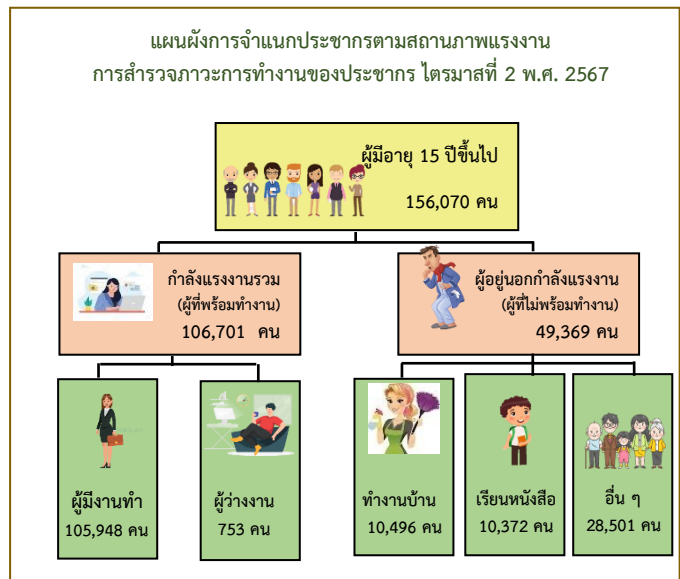 แผนผังการจำแนกประชากรตามสถานภาพแรงงาน
การสำรวจภาวะการทำงานของประชากร ไตรมาสที่ 2 พ.ศ. 2567
ผู้มีอายุ 15 ปีขึ้นไป
156,070 คน
กำลังแรงงานรวม
(ผู้ที่พร้อมทำงาน)
106,701 คน
ผู้อยู่นอกกำลังแรงงาน
(ผู้ที่ไม่พร้อมทำงาน)
49,369 คน
ผู้มีงานทำ
105,948 คน
ผู้ว่างงาน
753 คน
ทำงานบ้าน
10,496 คน
เรียนหนังสือ
10,372 คน
อื่น ๆ
28,501 คน